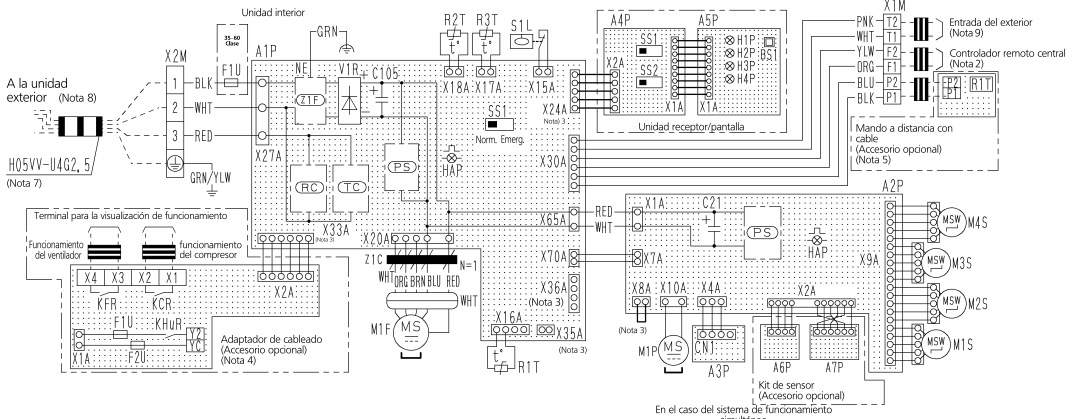 Unidad interior
35-60
Clase
X2M
F1U
A1P
GRN
NF
V1R
+
C105
Z1F
R2T
R3T
S1L
t°
t°
X18A
X17A
X15A
X24A
Nota) 3
SS1
Norm. Emerg.
PS
HAP
RC
TC
X27A
X30A
X33A
(Nota 3)
X65A
X20A
X70A
X36A
(Nota 3)
X16A
X35A
(Nota 3)
A la unidad
exterior
(Nota 8)
1
BLK
2
WHT
3
RED
GRN/YLW
H05VV-U4G2,5
(Nota 7)
Terminal para la visualización de funcionamiento
Funcionamiento
del ventilador
funcionamiento
del compresor
X4
X3
X2
X1
KFR
KCR
X2A
F1U
KHuR
Y2
YC
X1A
F2U
Adaptador de cableado
(Accesorio opcional)
(Nota 4)
Z1C
N=1
WHT
ORG
BRN
BLU
RED
WHT
M1F
MS
t°
R1T
A4P
A5P
SS1
SS2
X2A
X1A
X1A
H1P
H2P
H3P
H4P
BS1
Unidad receptor/pantalla
X1M
PNK
T2
WHT
T1
YLW
F2
ORG
F1
BLU
P2
BLK
P1
Entrada del exterior
(Nota 9)
Controlador remoto central
(Nota 2)
P2
P1
R1T
Mando a distancia con
cable
(Accesorio opcional)
(Nota 5)
A2P
RED
WHT
X1A
+
C21
PS
HAP
X7A
X9A
X8A
X10A
X4A
X2A
(Nota 3)
M1P
MS
CN1
A3P
A6P
A7P
MSW
M4S
MSW
M3S
MSW
M2S
MSW
M1S
Kit de sensor
(Accesorio opcional)
En el caso del sistema de funcionamiento
simultáneo